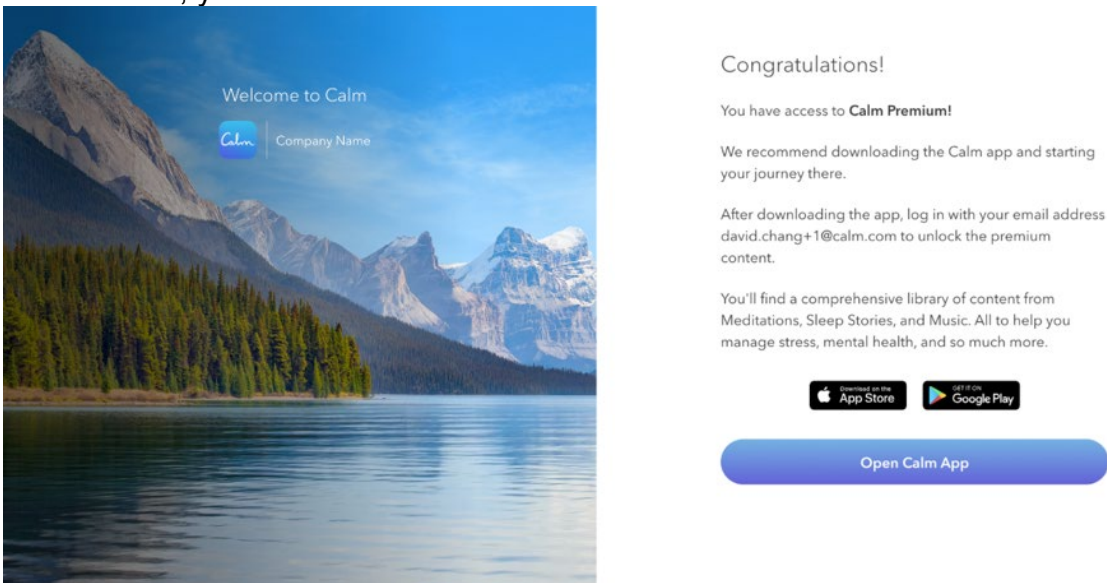 Welcome to Calm
Calm
Company Name
Congratulations!
You have access to Calm Premium!
We recommend downloading the Calm app and starting
your journey there.
After downloading the app, log in with your email address
david.chang+1@calm.com to unlock the premium
content.
You'll find a comprehensive library of content from
Meditations, Sleep Stories, and Music. All to help you
manage stress, mental health, and so much more.
Download on the
App Store
GET IT ON
Google Play
Open Calm App